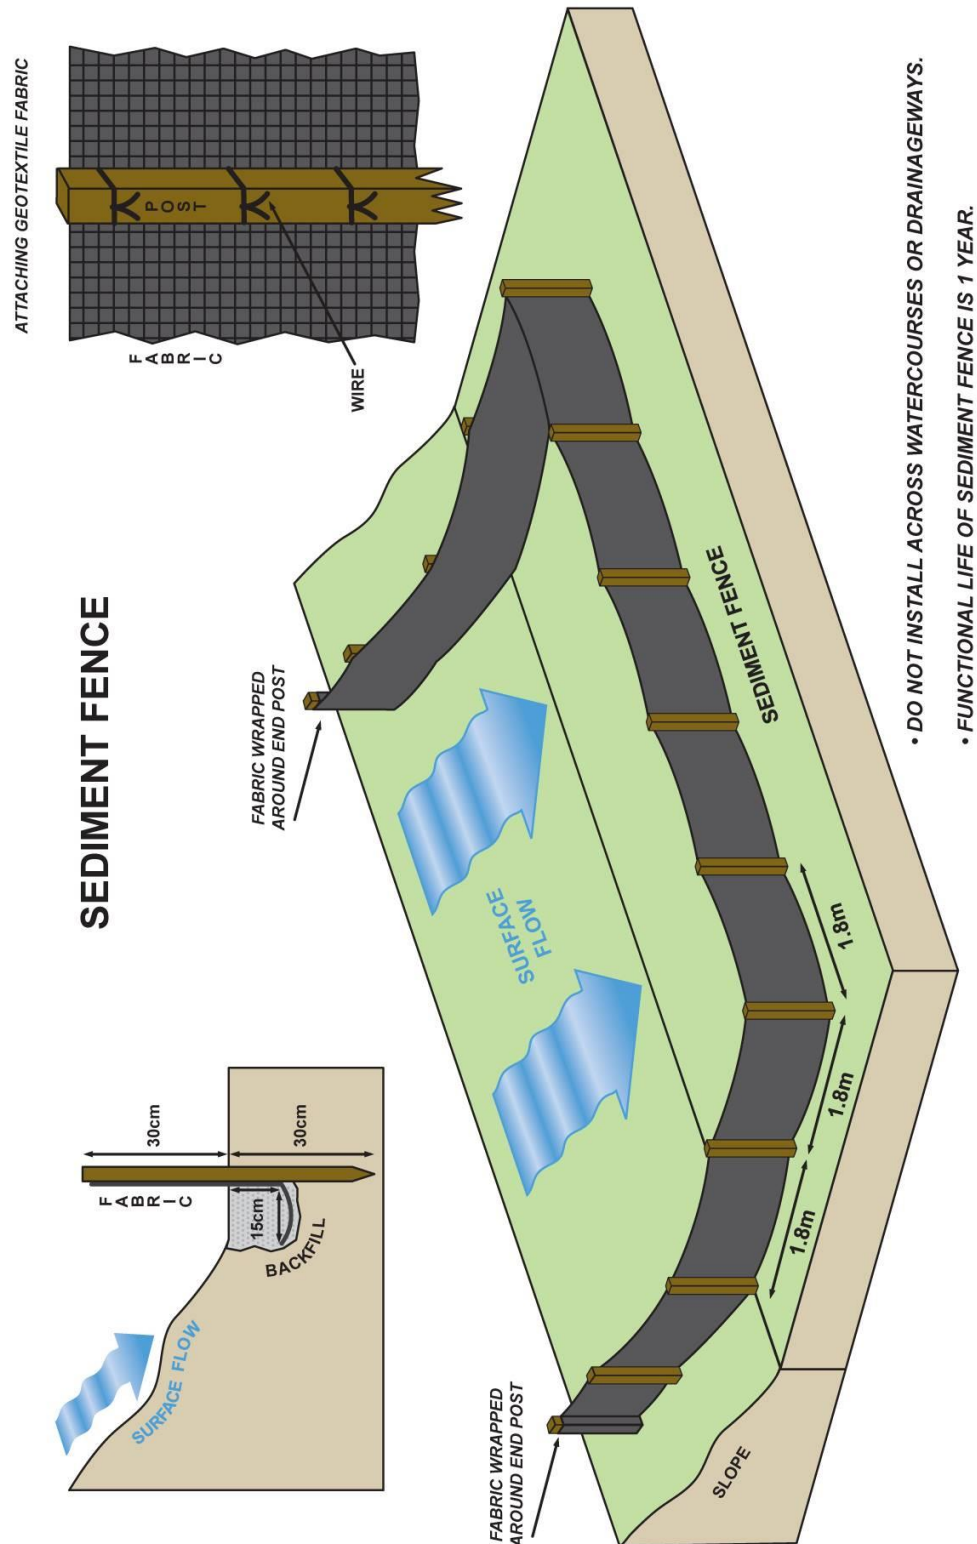 SEDIMENT FENCE
30cm
30cm
FABRIC
15cm
BACKFILL
SURFACE FLOW
ATTACHING GEOTEXTILE FABRIC
POST
FABRIC
WIRE
FABRIC WRAPPED
AROUND END POST
FABRIC WRAPPED
AROUND END POST
SURFACE
FLOW
SEDIMENT FENCE
SLOPE
1.8m
1.8m
1.8m
• DO NOT INSTALL ACROSS WATERCOURSES OR DRAINAGEWAYS.
• FUNCTIONAL LIFE OF SEDIMENT FENCE IS 1 YEAR.